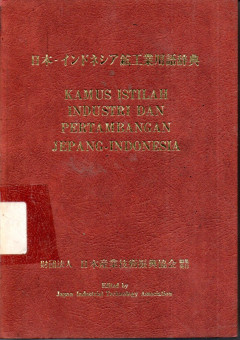 日本-インドネシア鉱工業用語辞典
KAMUS ISTILAH
INDUSTRI DAN
PERTAMBANGAN
JEPANG-INDONESIA
財団法人 日本産業技術振興協会
Edited by
Japan Industrial Technology Association